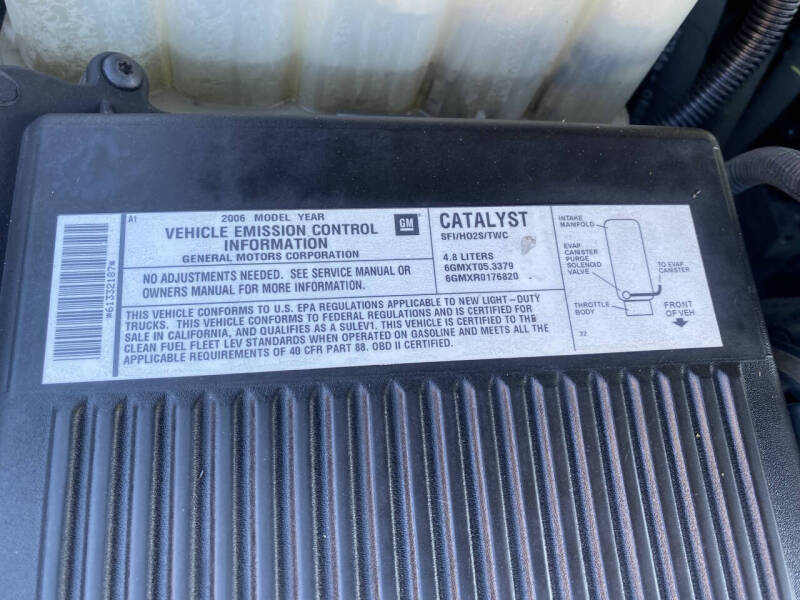 *61332187*
A1
2006 MODEL YEAR
VEHICLE EMISSION CONTROL
INFORMATION
GENERAL MOTORS CORPORATION
GM
NO ADJUSTMENTS NEEDED. SEE SERVICE MANUAL OR
OWNERS MANUAL FOR MORE INFORMATION.
CATALYST
SFI/HO2S/TWC
4.8 LITERS
6GMXT05.3379
6GMXR0176820
THIS VEHICLE CONFORMS TO U.S. EPA REGULATIONS APPLICABLE TO NEW LIGHT-DUTY
TRUCKS. THIS VEHICLE CONFORMS TO FEDERAL REGULATIONS AND IS CERTIFIED FOR
SALE IN CALIFORNIA, AND QUALIFIES AS A SULEV1. THIS VEHICLE IS CERTIFIED TO THE
CLEAN FUEL FLEET LEV STANDARDS WHEN OPERATED ON GASOLINE AND MEETS ALL THE
APPLICABLE REQUIREMENTS OF 40 CFR PART 88. OBD II CERTIFIED.
INTAKE
MANIFOLD
EVAP
CANISTER
PURGE
SOLENOID
VALVE
TO EVAP
CANISTER
THROTTLE
BODY
FRONT
OF VEH
32